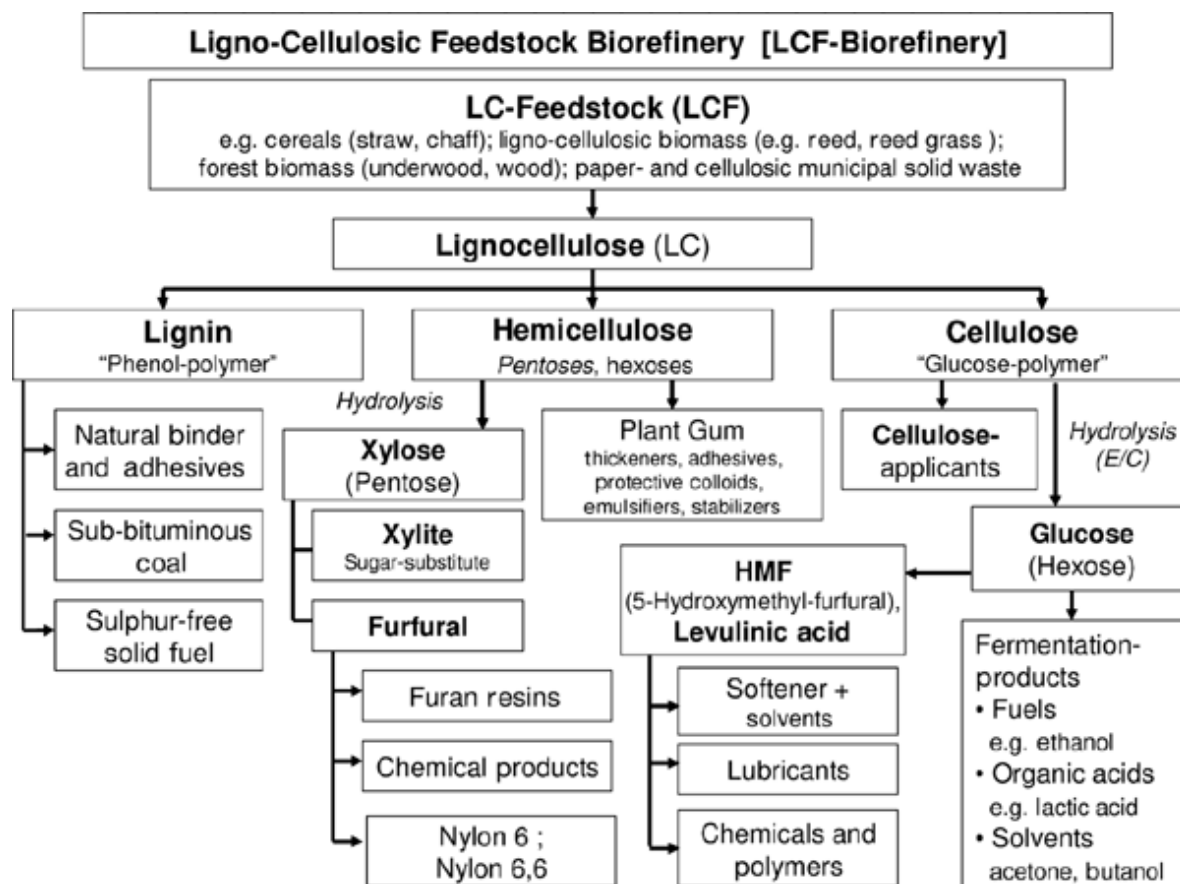 Ligno-Cellulosic Feedstock Biorefinery [LCF-Biorefinery]
LC-Feedstock (LCF)
e.g. cereals (straw, chaff); ligno-cellulosic biomass (e.g. reed, reed grass );
forest biomass (underwood, wood); paper- and cellulosic municipal solid waste
Lignocellulose (LC)
Lignin
“Phenol-polymer”
Natural binder
and adhesives
Sub-bituminous
coal
Sulphur-free
solid fuel
Hemicellulose
Pentoses, hexoses
Hydrolysis
Xylose
(Pentose)
Xylite
Sugar-substitute
Furfural
Furan resins
Chemical products
Nylon 6 ;
Nylon 6,6
Plant Gum
thickeners, adhesives,
protective colloids,
emulsifiers, stabilizers
Cellulose
“Glucose-polymer”
Cellulose-
applicants
Hydrolysis
(E/C)
Glucose
(Hexose)
HMF
(5-Hydroxymethyl-furfural),
Levulinic acid
Softener +
solvents
Lubricants
Chemicals and
polymers
Fermentation-
products
• Fuels
e.g. ethanol
• Organic acids
e.g. lactic acid
• Solvents
acetone, butanol